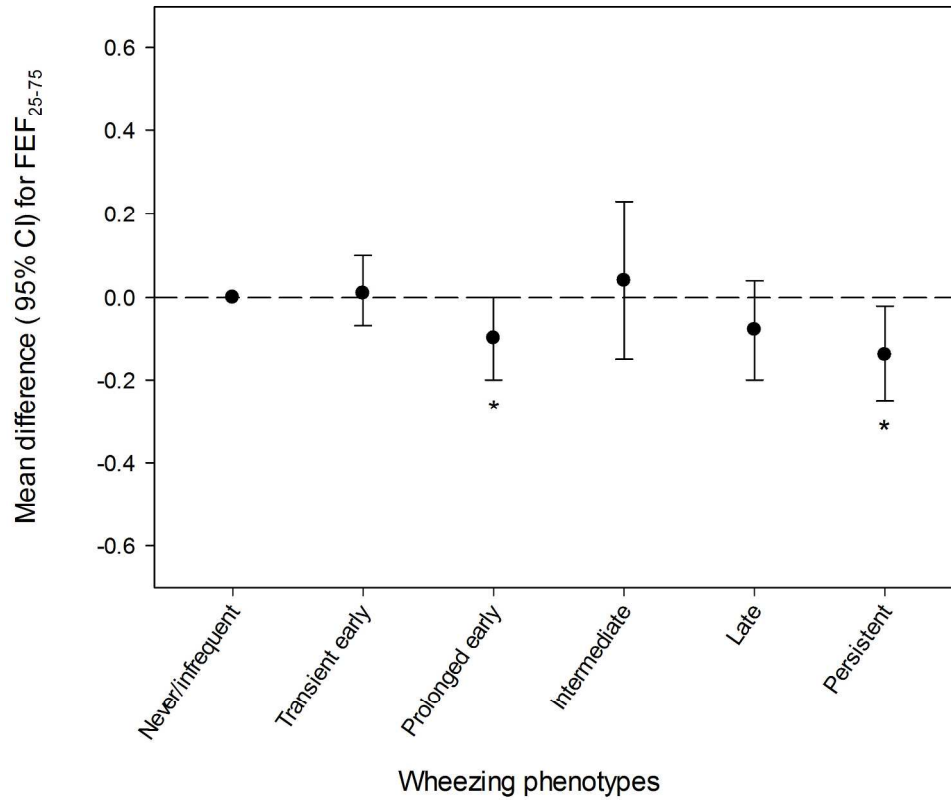 Mean difference ( 95% CI) for FEF25-75
0.6
0.4
0.2
0.0
-0.2
-0.4
-0.6
*
*
Never/infrequent
Transient early
Prolonged early
Intermediate
Late
Persistent
Wheezing phenotypes